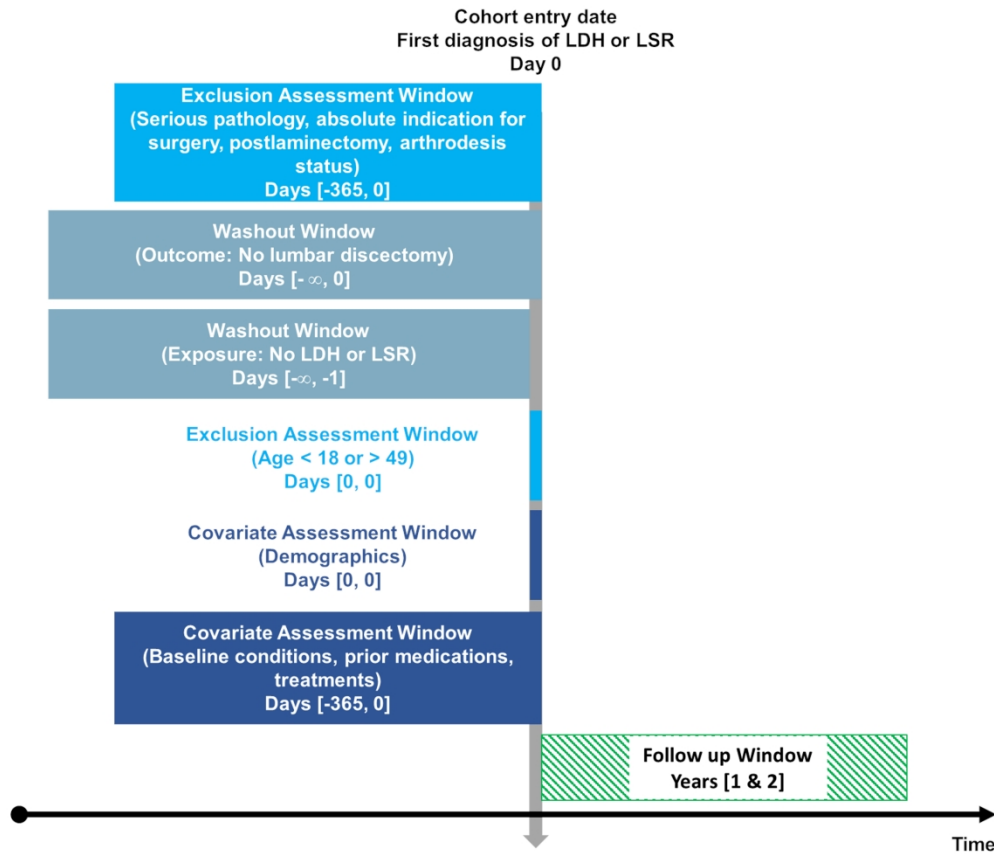 Cohort entry date
First diagnosis of LDH or LSR
Day 0
Exclusion Assessment Window
(Serious pathology, absolute indication for
surgery, postlaminectomy, arthrodesis
status)
Days [-365, 0]
Washout Window
(Outcome: No lumbar discectomy)
Days [- ∞, 0]
Washout Window
(Exposure: No LDH or LSR)
Days [-∞, -1]
Exclusion Assessment Window
(Age < 18 or > 49)
Days [0, 0]
Covariate Assessment Window
(Demographics)
Days [0, 0]
Covariate Assessment Window
(Baseline conditions, prior medications,
treatments)
Days [-365, 0]
Follow up Window
Years [1 & 2]
Time